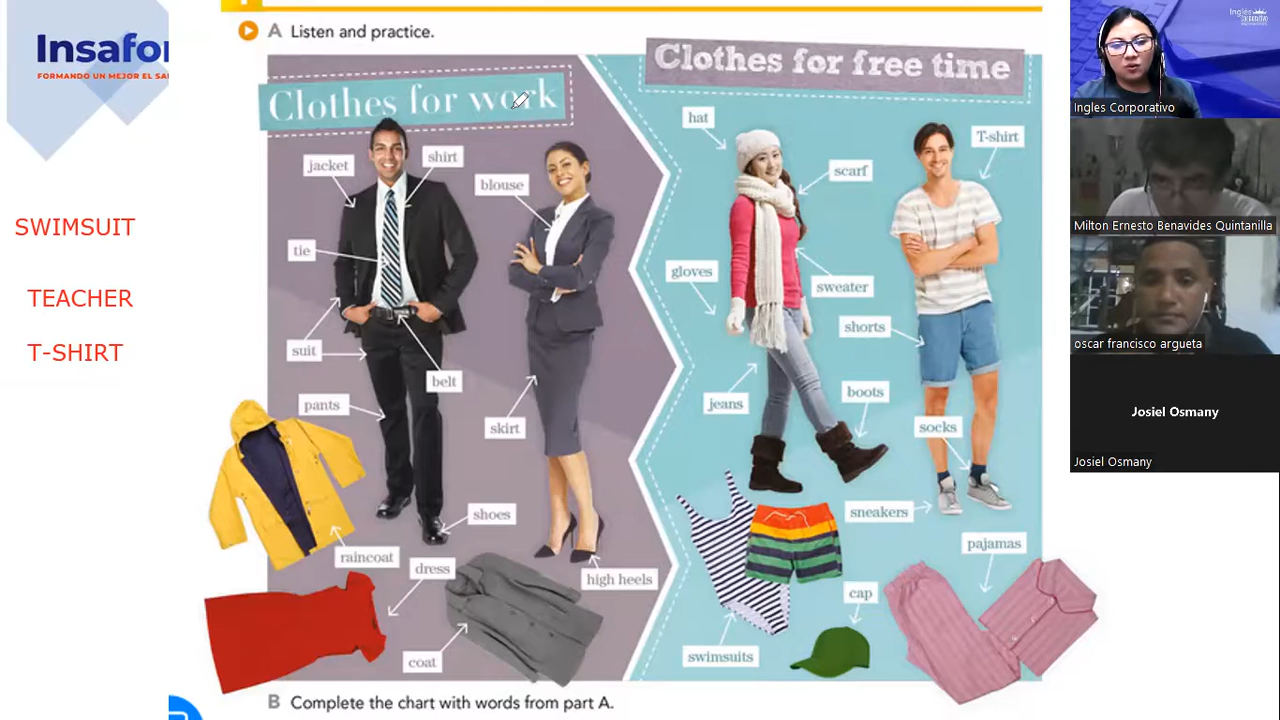 Insafo
FORMANDO UN MEJOR EL SA
SWIMSUIT
TEACHER
T-SHIRT
A Listen and practice.
Clothes for work
jacket
shirt
blouse
tie
suit
belt
pants
skirt
shoes
raincoat
dress
high heels
coat
Clothes for free time
hat
T-shirt
scarf
gloves
sweater
shorts
jeans
boots
socks
sneakers
pajamas
cap
swimsuits
B Complete the chart with words from part A.
Inglés
Ingles Corporativo
Milton Ernesto Benavides Quintanilla
oscar francisco argueta
Josiel Osmany
Josiel Osmany